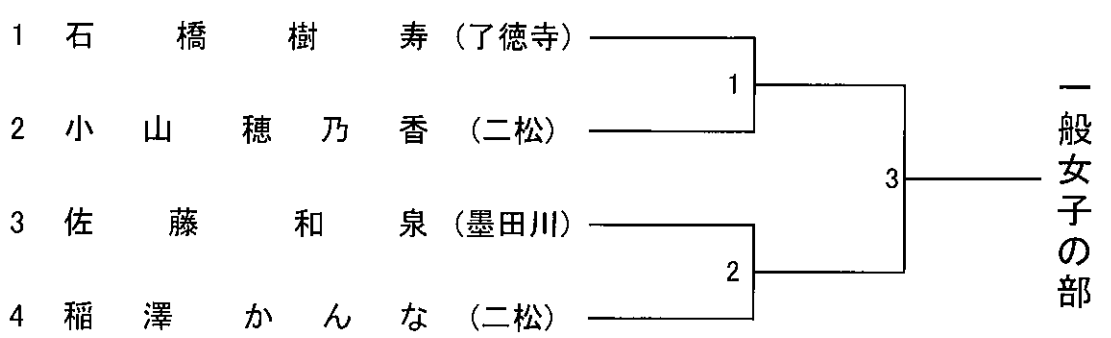 1 石橋樹寿 (了徳寺)
1
2 小山穂乃香 (二松)
3
3 佐藤和泉 (墨田川)
2
4 稲澤かんな (二松)
一般女子の部